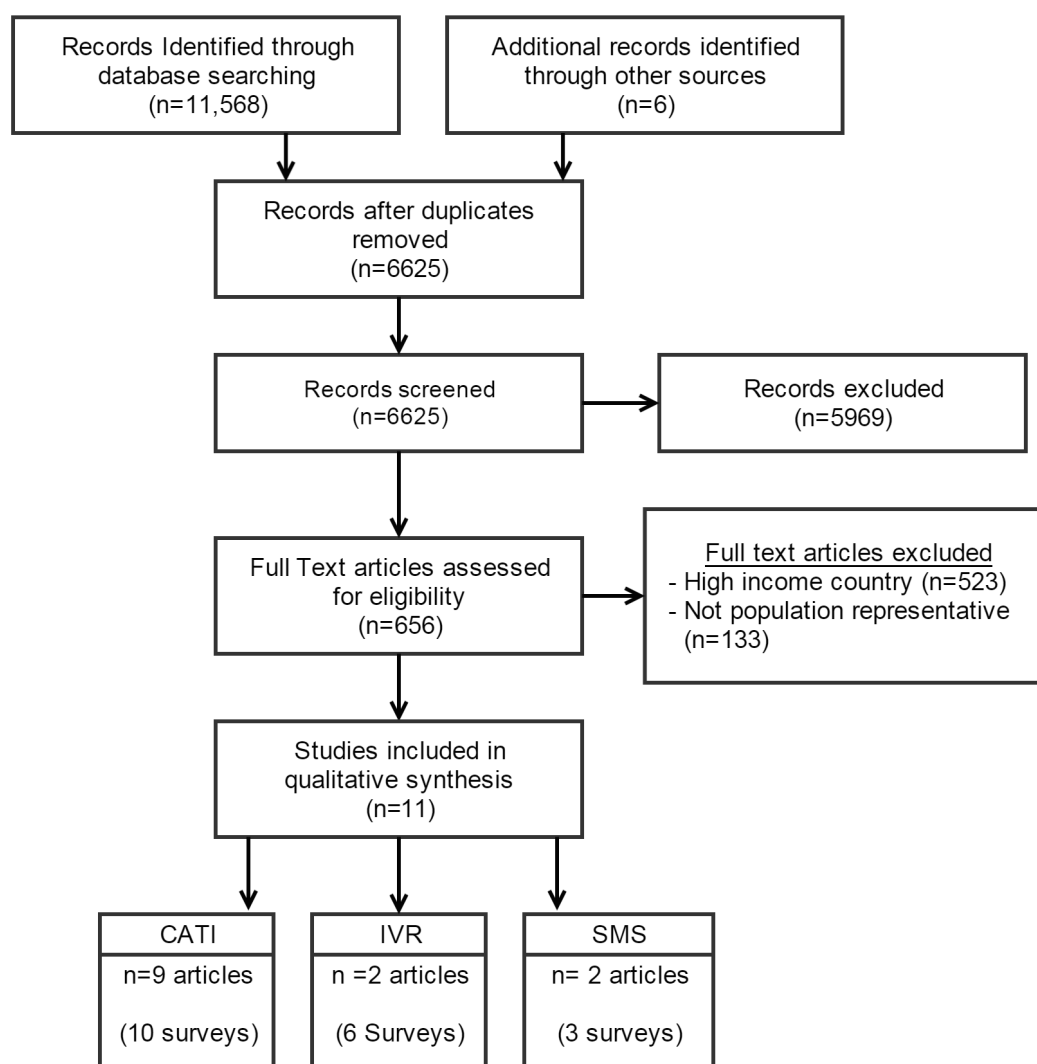 Records Identified through
database searching
(n=11,568)
Additional records identified
through other sources
(n=6)
Records after duplicates
removed
(n=6625)
Records screened
(n=6625)
Records excluded
(n=5969)
Full Text articles assessed
for eligibility
(n=656)
Full text articles excluded
- High income country (n=523)
- Not population representative
(n=133)
Studies included in
qualitative synthesis
(n=11)
CATI
n=9 articles
(10 surveys)
IVR
n =2 articles
(6 Surveys)
SMS
n= 2 articles
(3 surveys)